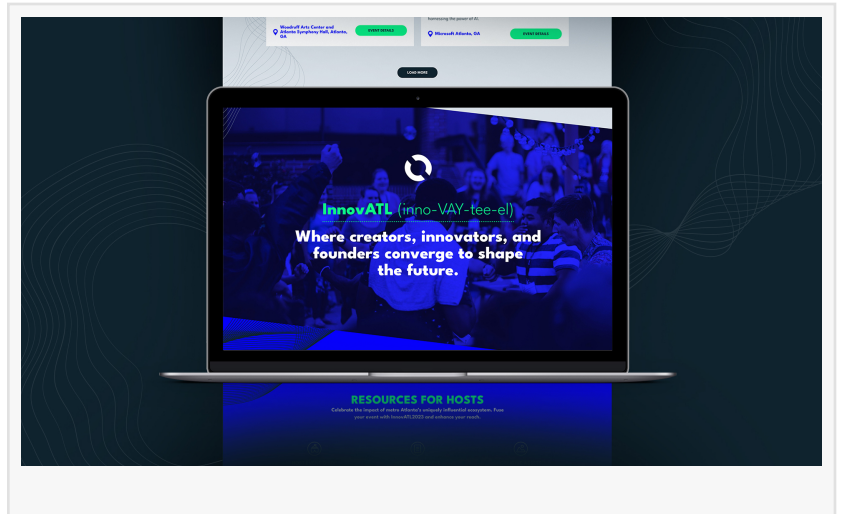 harnessing the power of AI.
Woodruff Arts Center and
Atlanta Symphony Hall, Atlanta,
GA
EVENT DETAILS
Microsoft Atlanta, GA
EVENT DETAILS
LOAD MORE
InnovATL (inno-VAY-tee-el)
Where creators, innovators, and
founders converge to shape
the future.
RESOURCES FOR HOSTS
Celebrate the impact of metro Atlanta's uniquely influential ecosystem. Fuse
your event with InnovATL2023 and enhance your reach.